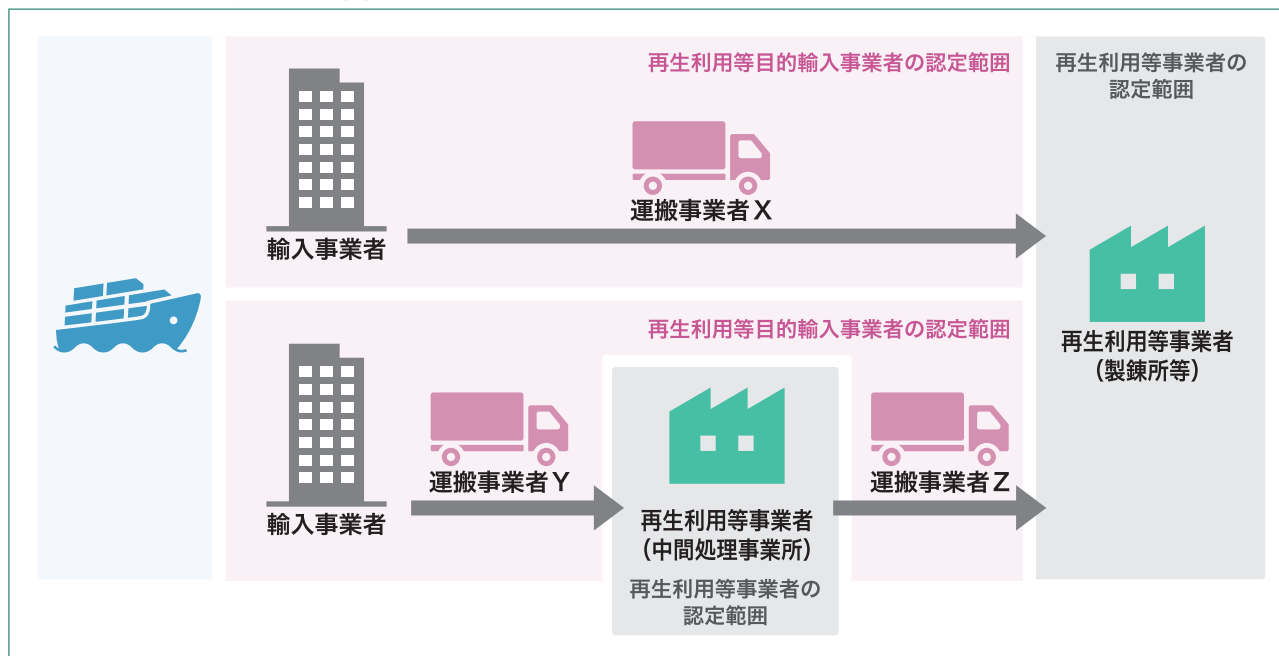 再生利用等目的輸入事業者の認定範囲
再生利用等事業者の
認定範囲
運搬事業者X
輸入事業者
再生利用等事業者
（製錬所等）
再生利用等目的輸入事業者の認定範囲
運搬事業者Y
運搬事業者Z
輸入事業者
再生利用等事業者
（中間処理事業所）
再生利用等事業者の
認定範囲